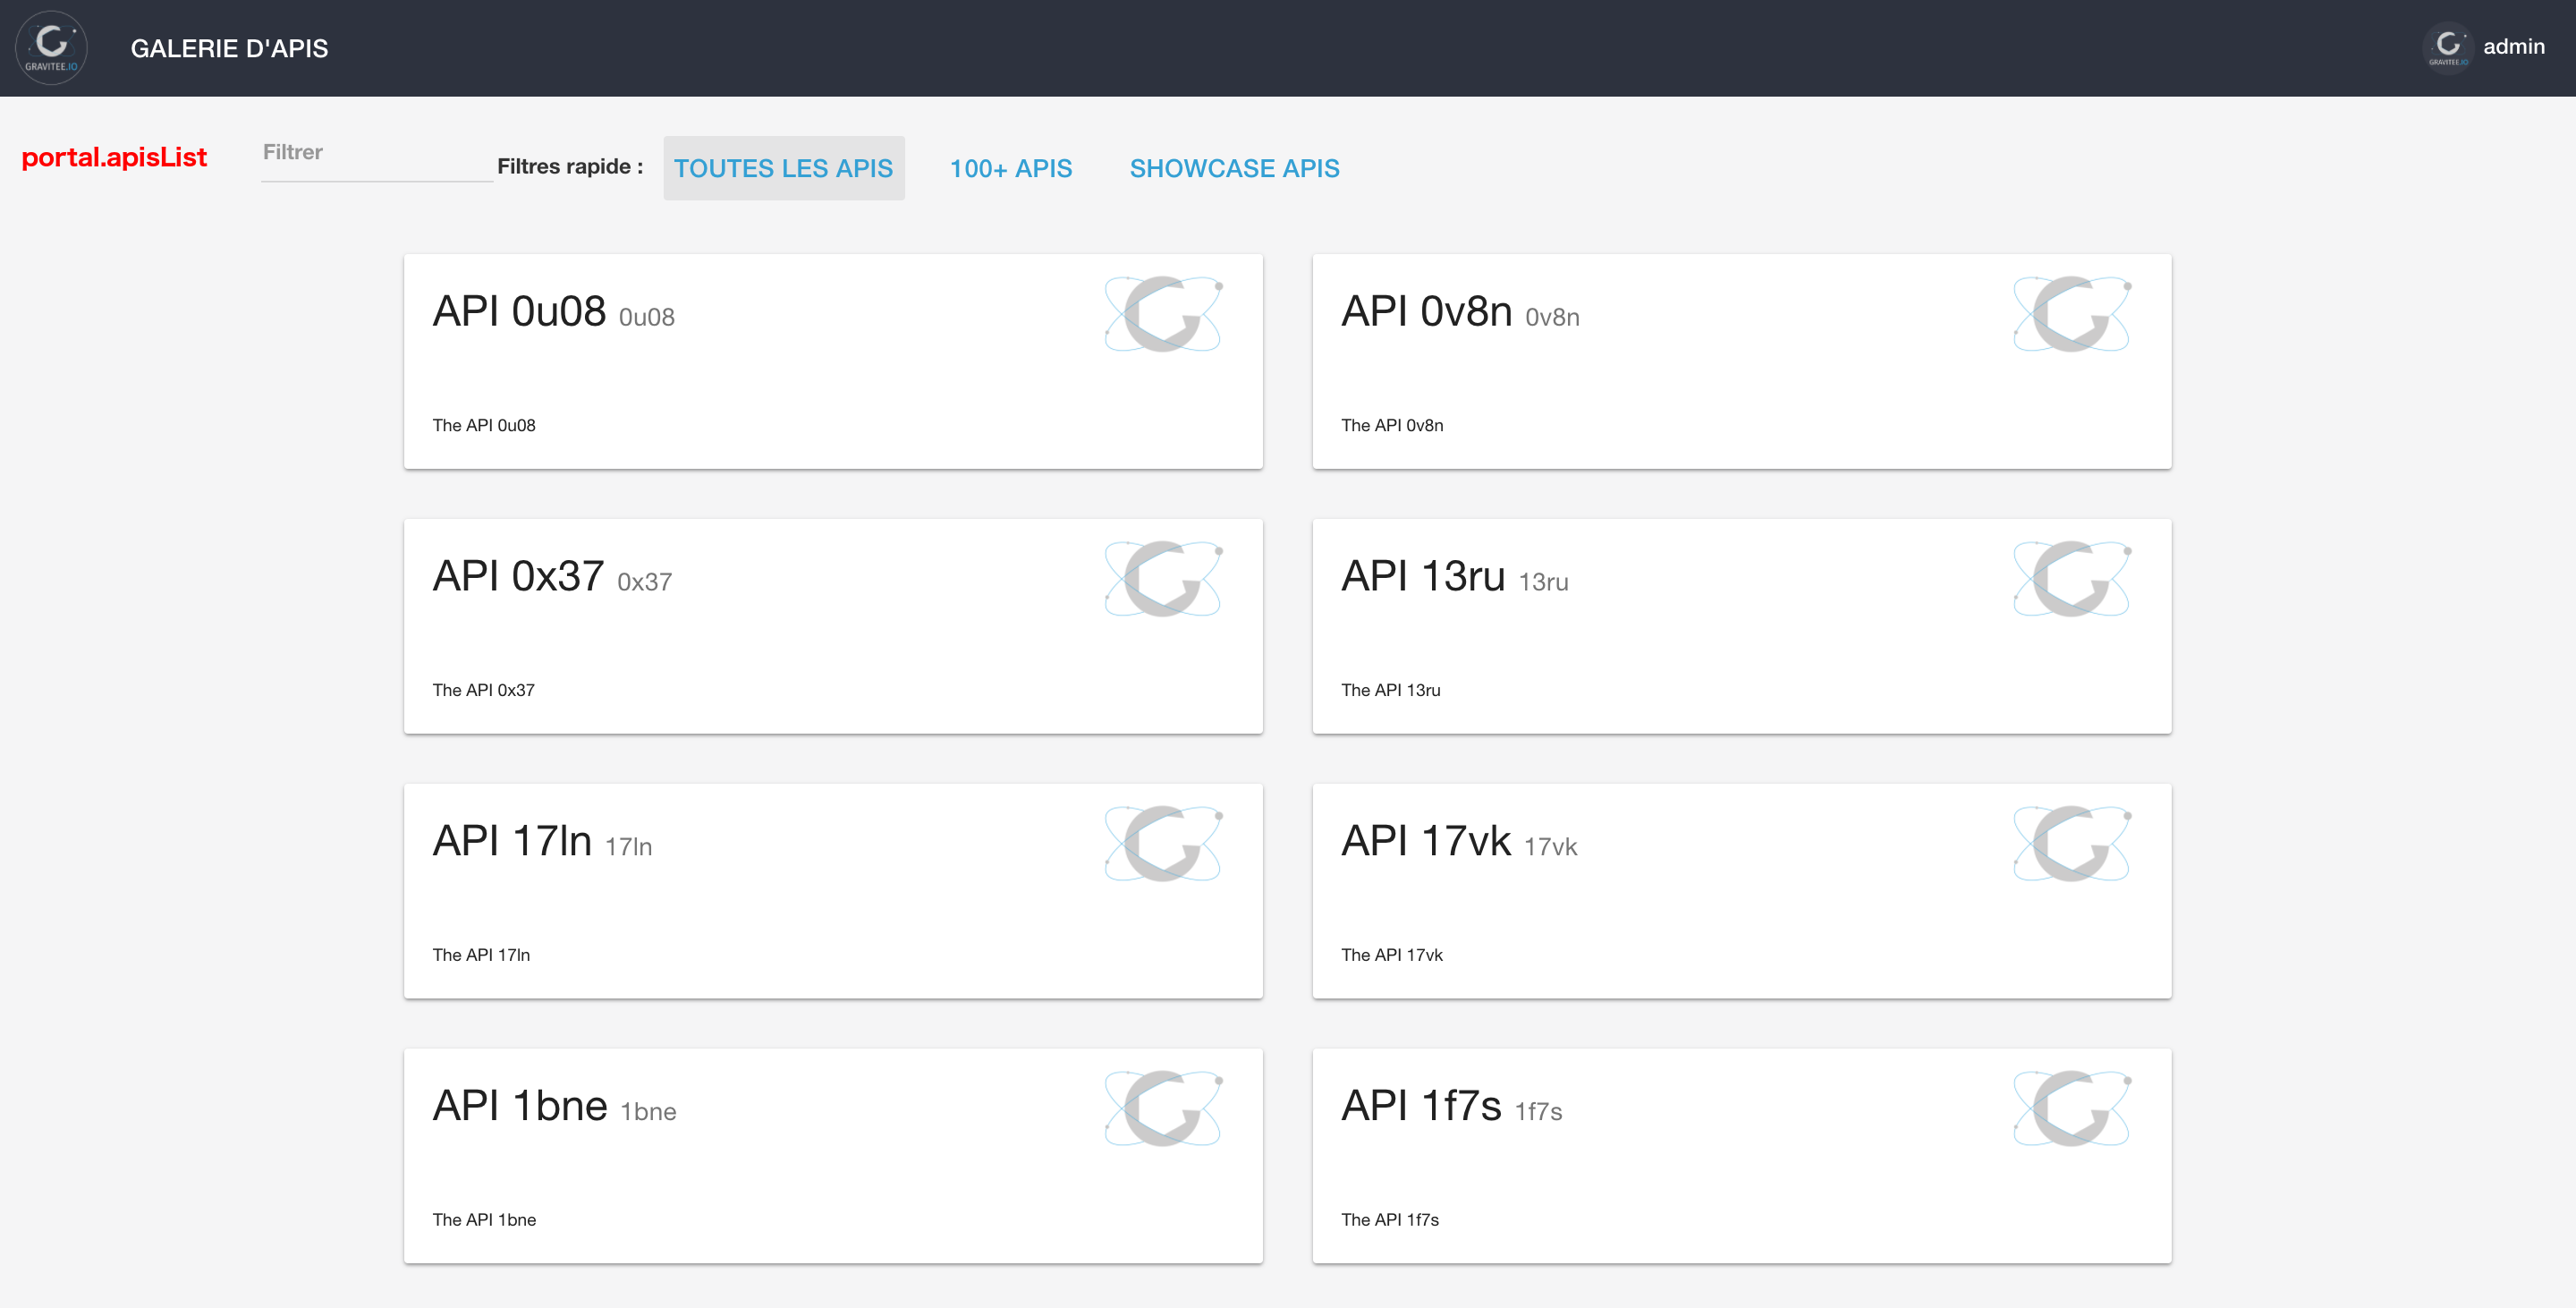 GRAVITEE.IO
GALERIE D'APIS
GRAVITEE.IO
admin
portal.apisList
Filtrer
Filtres rapide :
TOUTES LES APIS
100+ APIS
SHOWCASE APIS
API 0u08 0u08
The API 0u08
API 0v8n 0v8n
The API 0v8n
API 0x37 0x37
The API 0x37
API 13ru 13ru
The API 13ru
API 17ln 17ln
The API 17ln
API 17vk 17vk
The API 17vk
API 1bne 1bne
The API 1bne
API 1f7s 1f7s
The API 1f7s